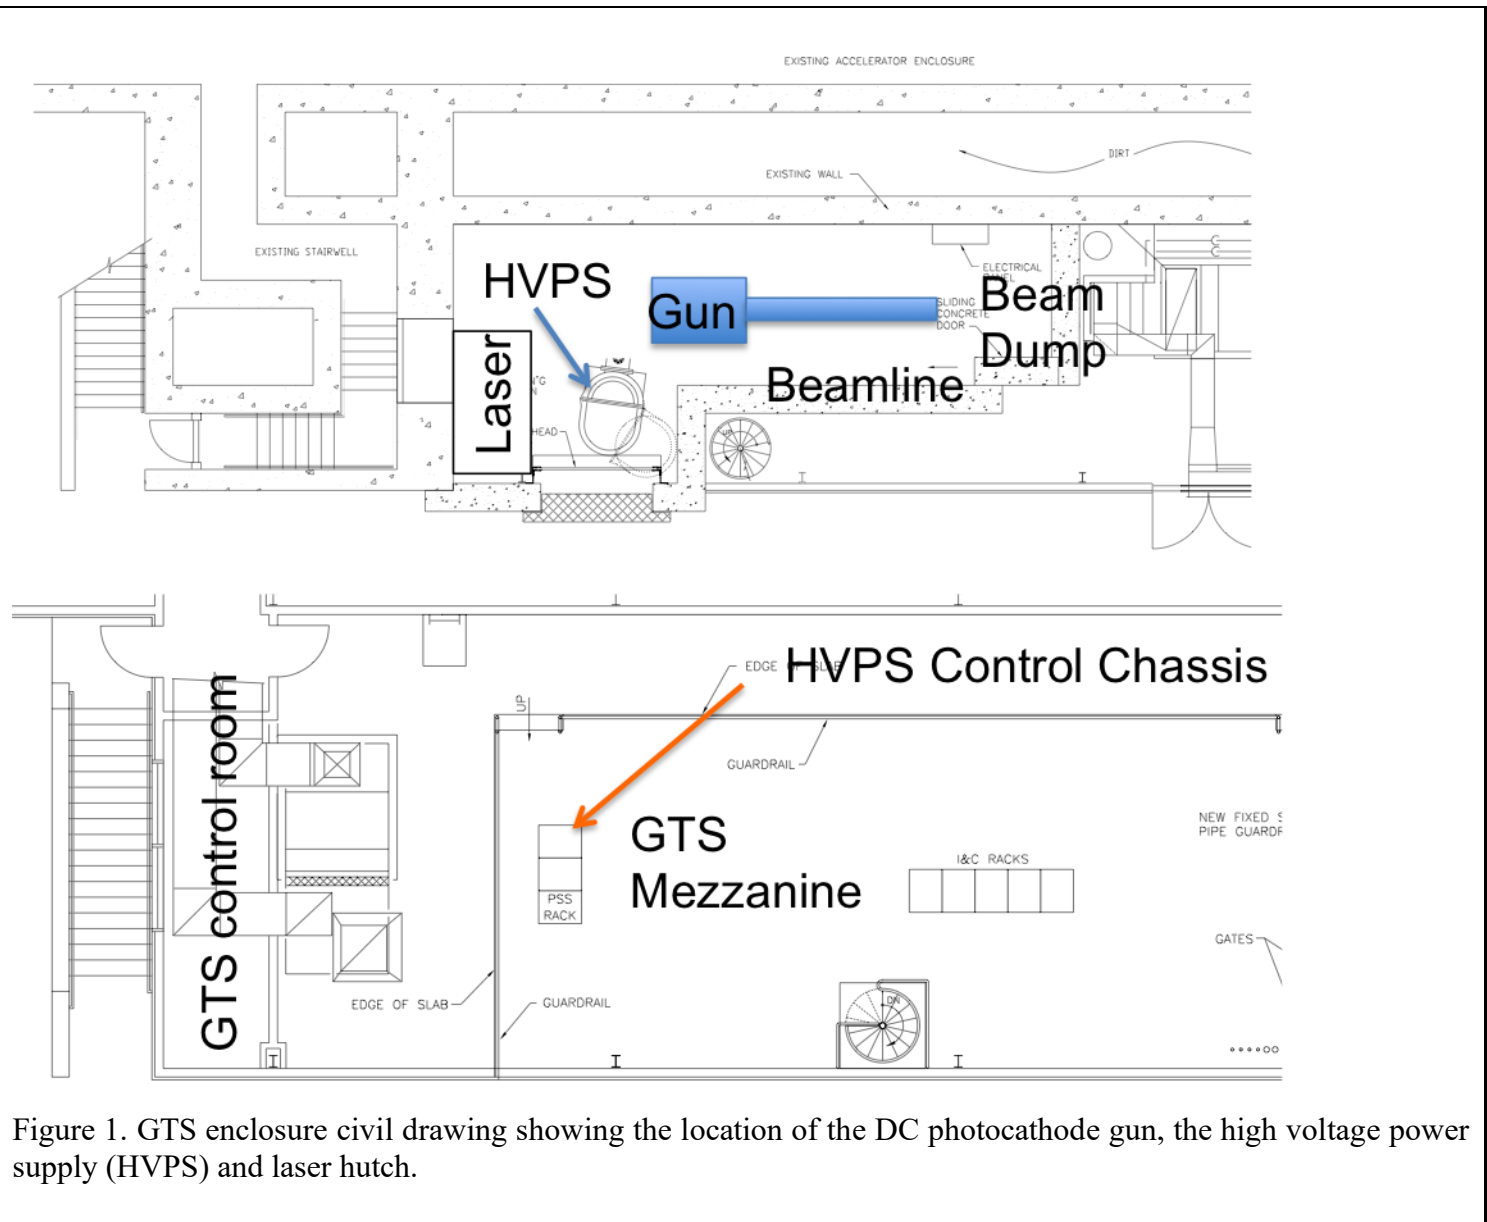 EXISTING ACCELERATOR ENCLOSURE
DIRT
EXISTING WALL
EXISTING STAIRWELL
HVPS
ELECTRICAL
Gun
SLIDING
CONCRETE
DOOR
Beam
Dump
Laser
Beamline
HEAD
UP
HVPS Control Chassis
EDGE OF SLAB
UP
GUARDRAIL
GTS control room
GTS
Mezzanine
NEW FIXED
PIPE
I&C RACKS
PSS
RACK
GATES
EDGE OF SLAB
GUARDRAIL
DN
Figure 1. GTS enclosure civil drawing showing the location of the DC photocathode gun, the high voltage power
supply (HVPS) and laser hutch.